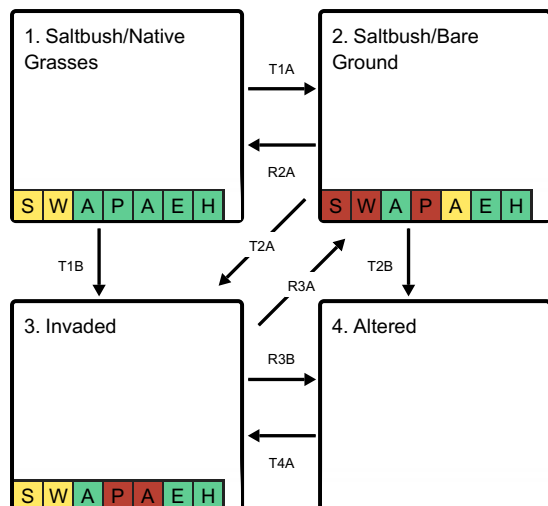 1. Saltbush/Native
Grasses
2. Saltbush/Bare
Ground
T1A
R2A
S W A P A E H
S W A P A E H
T1B
T2A
R3A
T2B
3. Invaded
4. Altered
R3B
T4A
S W A P A E H